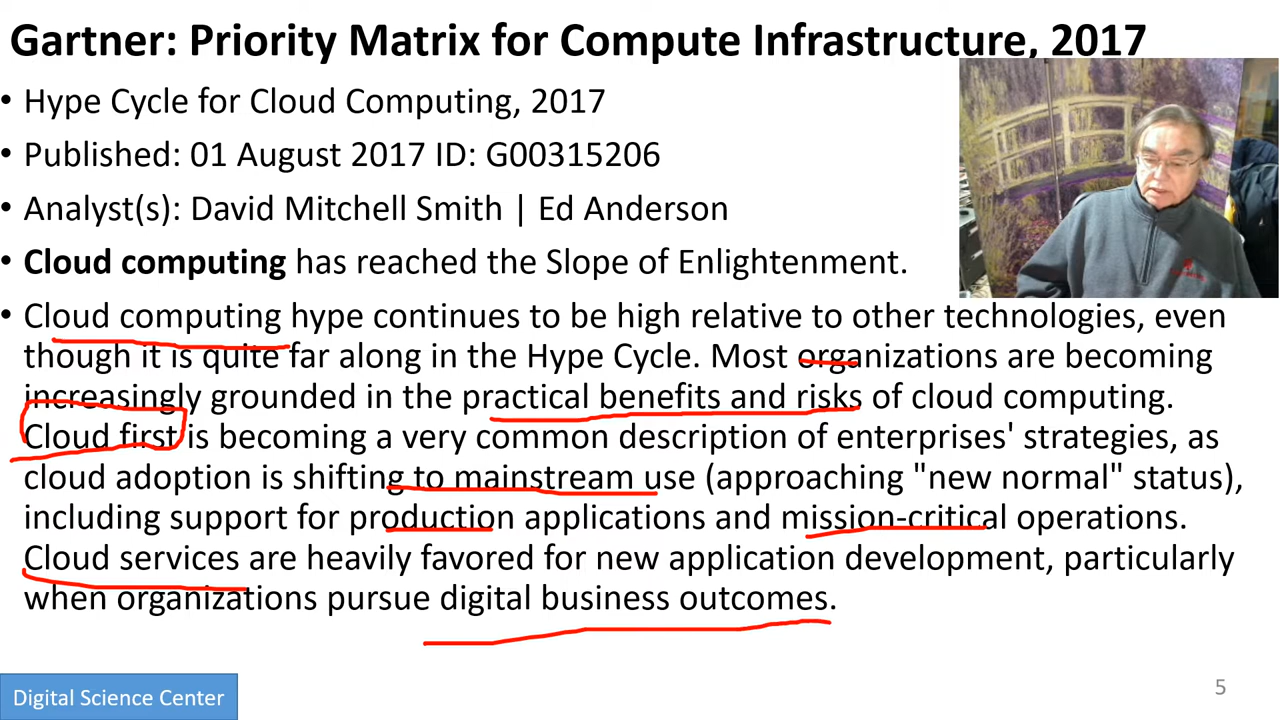 Gartner: Priority Matrix for Compute Infrastructure, 2017
• Hype Cycle for Cloud Computing, 2017
• Published: 01 August 2017 ID: G00315206
• Analyst(s): David Mitchell Smith | Ed Anderson
• Cloud computing has reached the Slope of Enlightenment.
• Cloud computing hype continues to be high relative to other technologies, even
though it is quite far along in the Hype Cycle. Most organizations are becoming
increasingly grounded in the practical benefits and risks of cloud computing.
Cloud first is becoming a very common description of enterprises' strategies, as
cloud adoption is shifting to mainstream use (approaching "new normal" status),
including support for production applications and mission-critical operations.
Cloud services are heavily favored for new application development, particularly
when organizations pursue digital business outcomes.
Digital Science Center
5